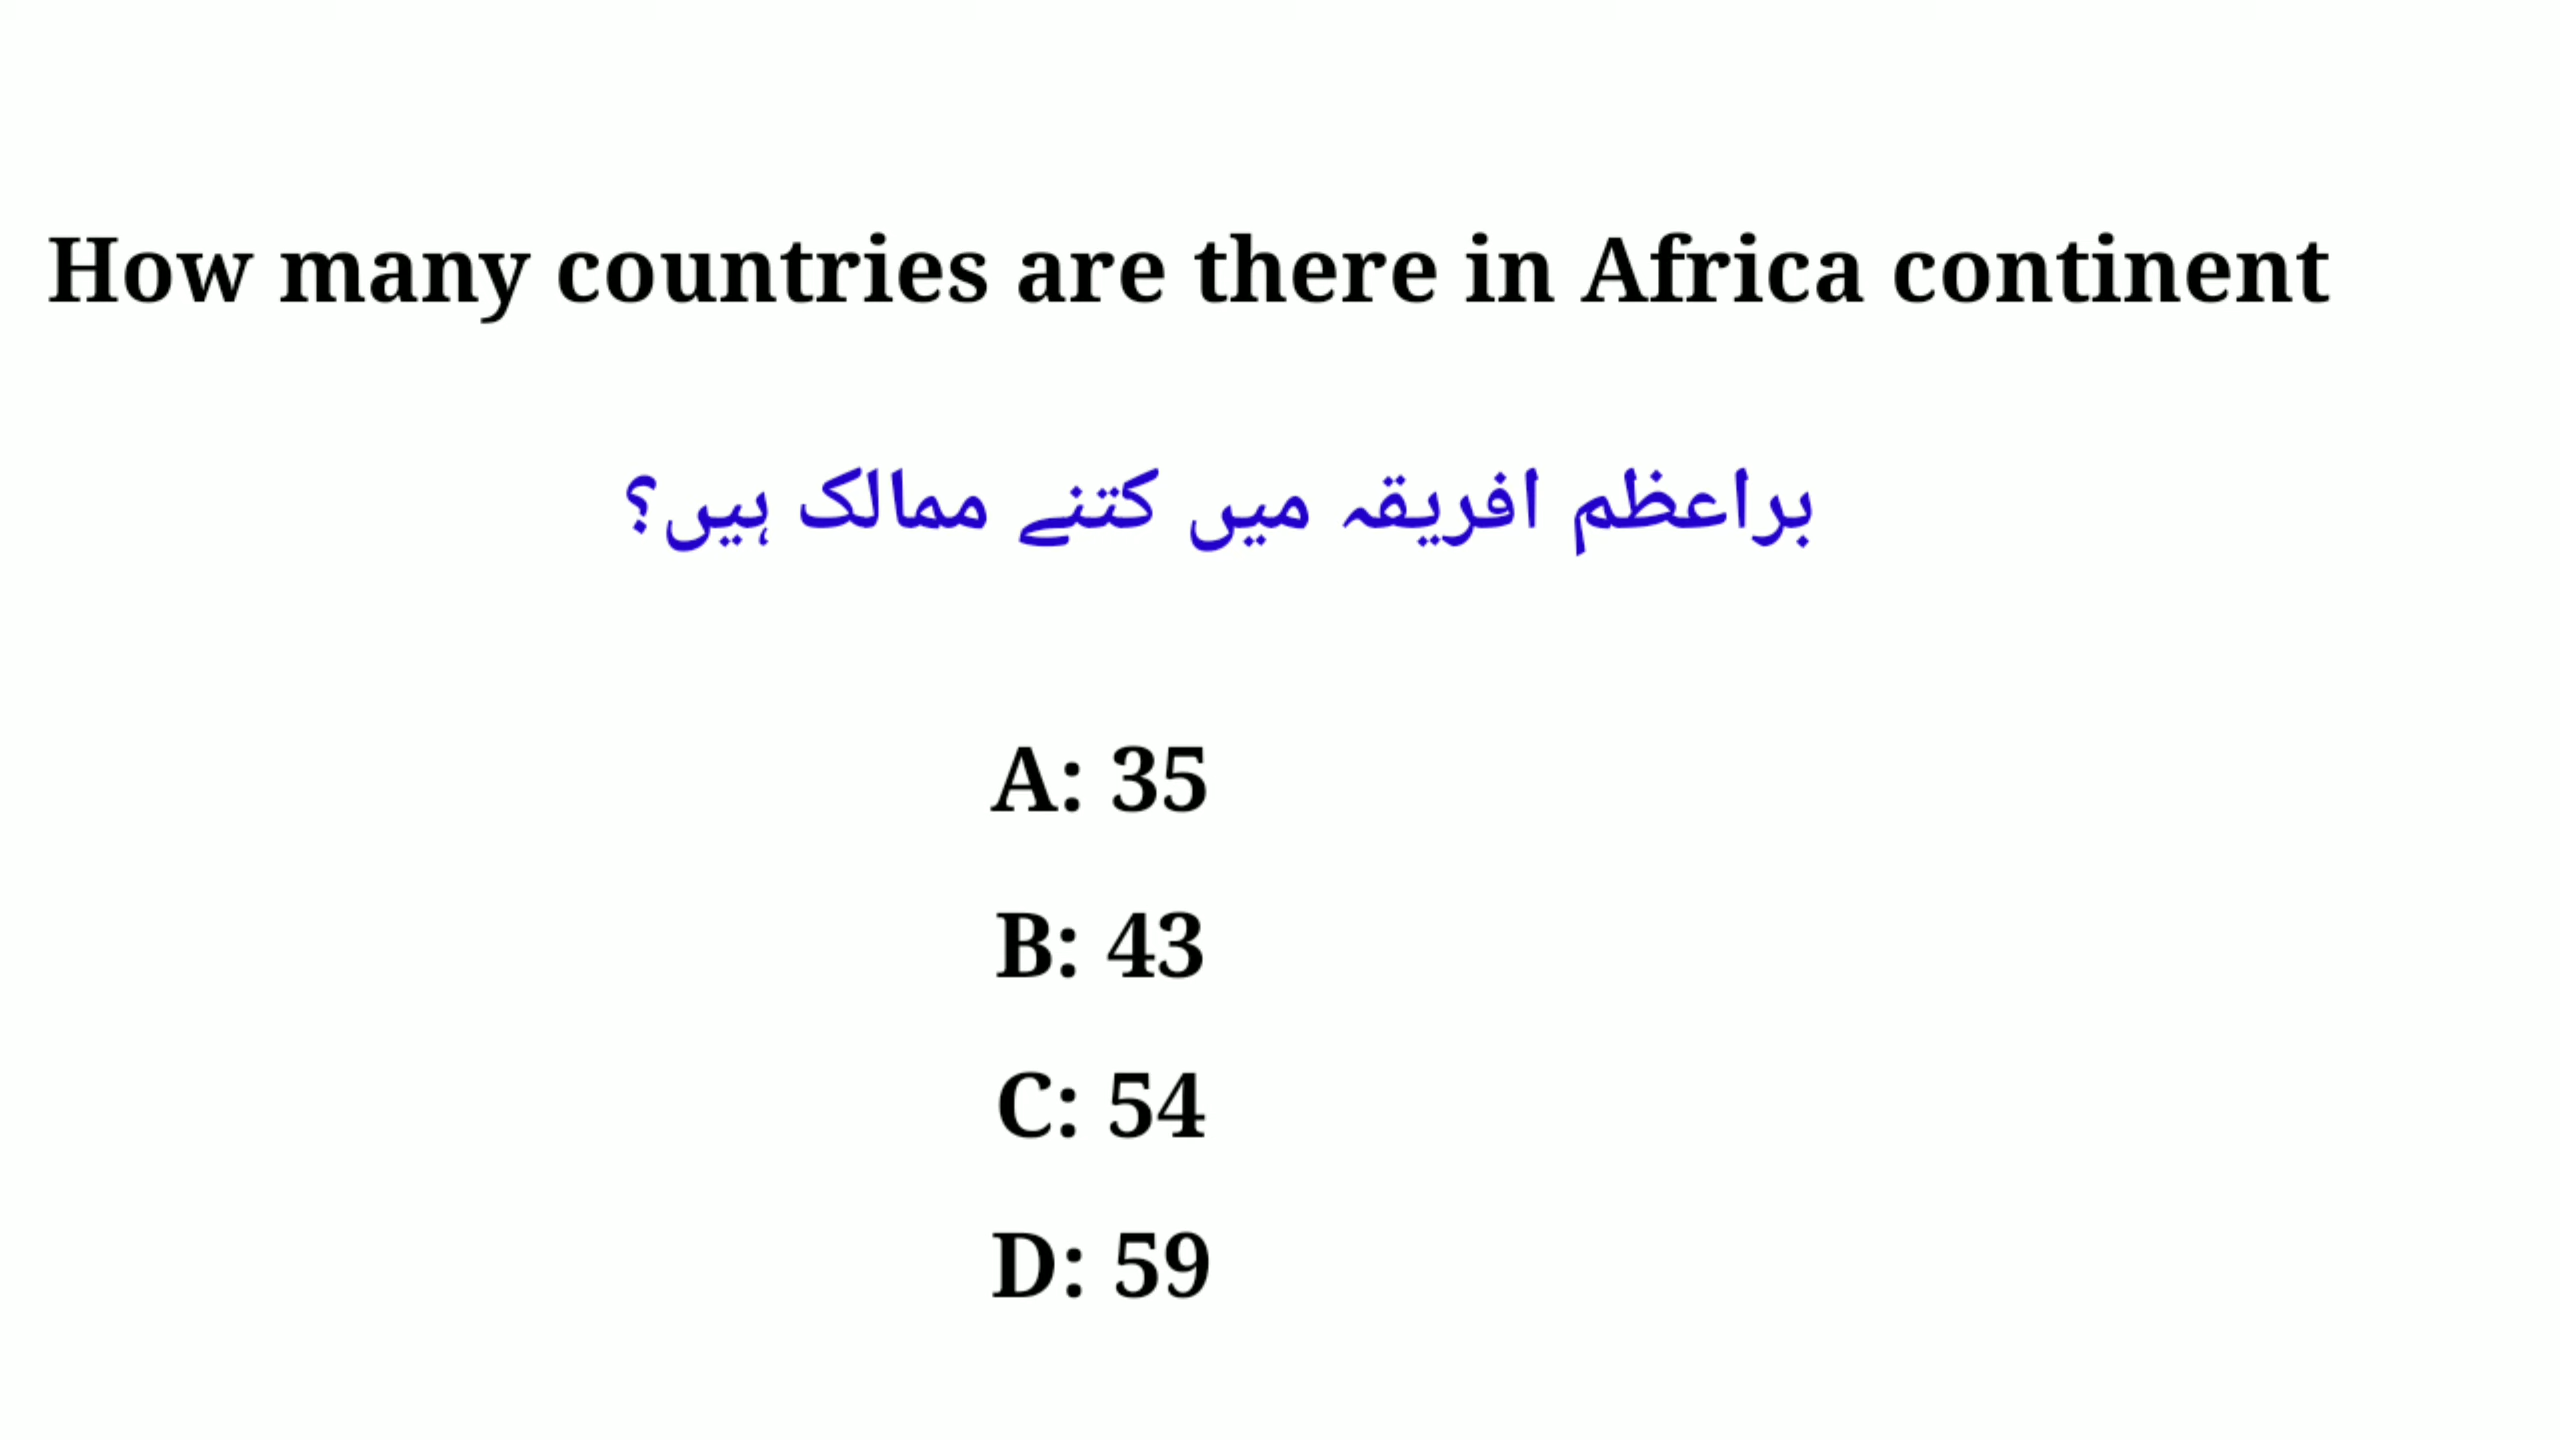 How many countries are there in Africa continent
براعظم افریقہ میں کتنے ممالک ہیں؟
A: 35
B: 43
C: 54
D: 59